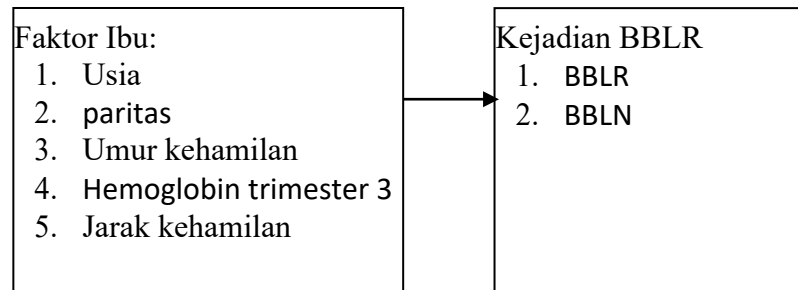 Faktor Ibu:
1. Usia
2. paritas
3. Umur kehamilan
4. Hemoglobin trimester 3
5. Jarak kehamilan
Kejadian BBLR
1. BBLR
2. BBLN